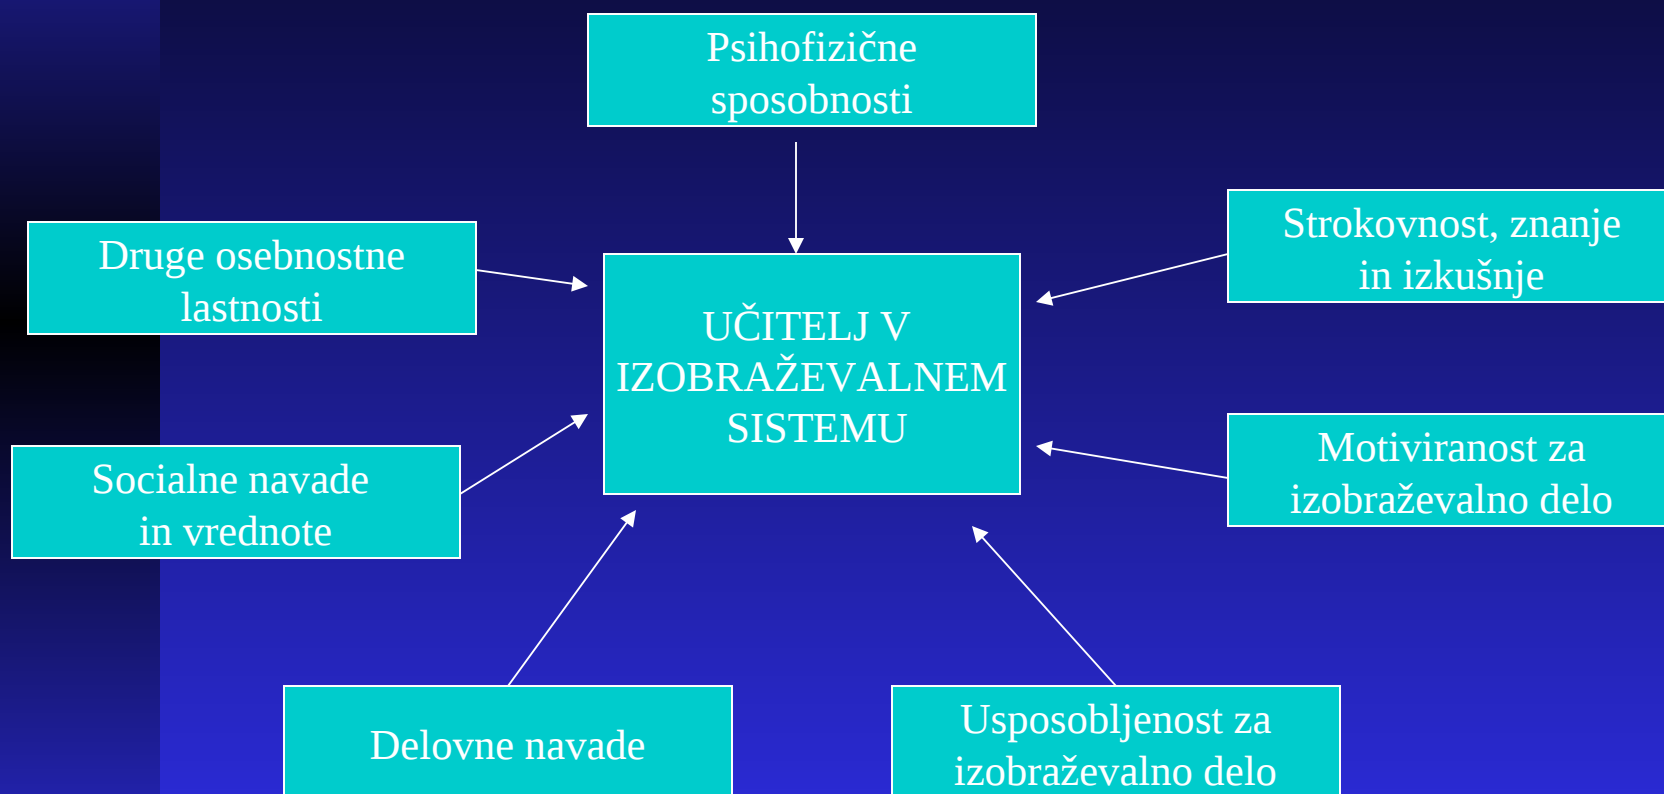 Psihofizične
sposobnosti
Druge osebnostne
lastnosti
Strokovnost, znanje
in izkušnje
UČITELJ V
IZOBRAŽEVALNEM
SISTEMU
Socialne navade
in vrednote
Motiviranost za
izobraževalno delo
Delovne navade
Usposobljenost za
izobraževalno delo